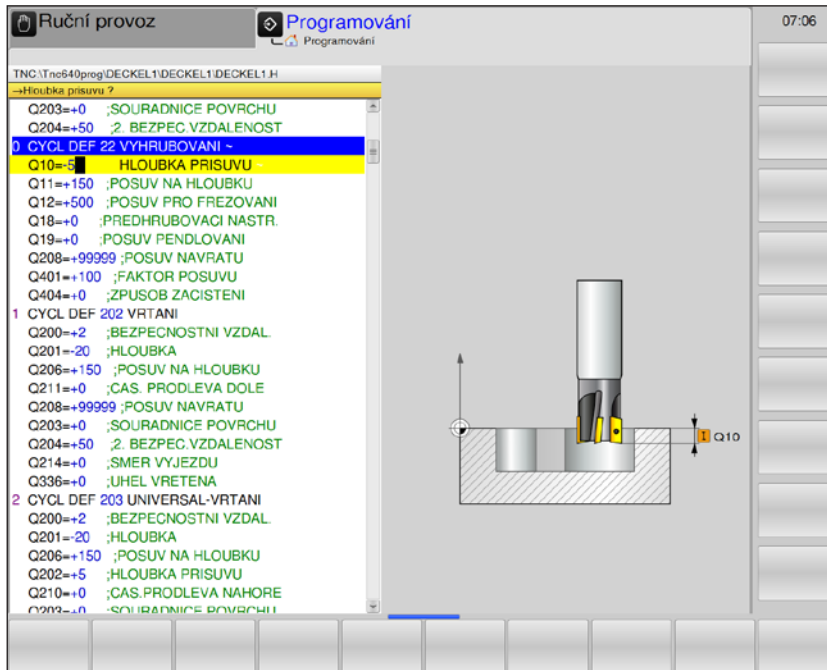 Ruční provoz
Programování
Programování
07:06
TNC:\Tnc640prog\DECKEL1\DECKEL1\DECKEL1.H
→Hloubka prisuvu ?
Q203=+0 ;SOURADNICE POVRCHU
Q204=+50 ;2. BEZPEC.VZDALENOST
0 CYCL DEF 22 VYHRUBOVANI ~
Q10=-5 HLOUBKA PRISUVU ~
Q11=+150 ;POSUV NA HLOUBKU
Q12=+500 ;POSUV PRO FREZOVANI
Q18=+0 ;PREDHRUBOVACI NASTR.
Q19=+0 ;POSUV PENDLOVANI
Q208=+99999 ;POSUV NAVRATU
Q401=+100 ;FAKTOR POSUVU
Q404=+0 ;ZPUSOB ZACISTENI
1 CYCL DEF 202 VRTANI
Q200=+2 ;BEZPECNOSTNI VZDAL.
Q201=-20 ;HLOUBKA
Q206=+150 ;POSUV NA HLOUBKU
Q211=+0 ;CAS. PRODLEVA DOLE
Q208=+99999 ;POSUV NAVRATU
Q203=+0 ;SOURADNICE POVRCHU
Q204=+50 ;2. BEZPEC.VZDALENOST
Q214=+0 ;SMER VYJEZDU
Q336=+0 ;UHEL VRETENA
2 CYCL DEF 203 UNIVERSAL-VRTANI
Q200=+2 ;BEZPECNOSTNI VZDAL.
Q201=-20 ;HLOUBKA
Q206=+150 ;POSUV NA HLOUBKU
Q202=+5 ;HLOUBKA PRISUVU
Q210=+0 ;CAS.PRODLEVA NAHORE
Q203=+0 ;SOURADNICE POVRCHU
I Q10